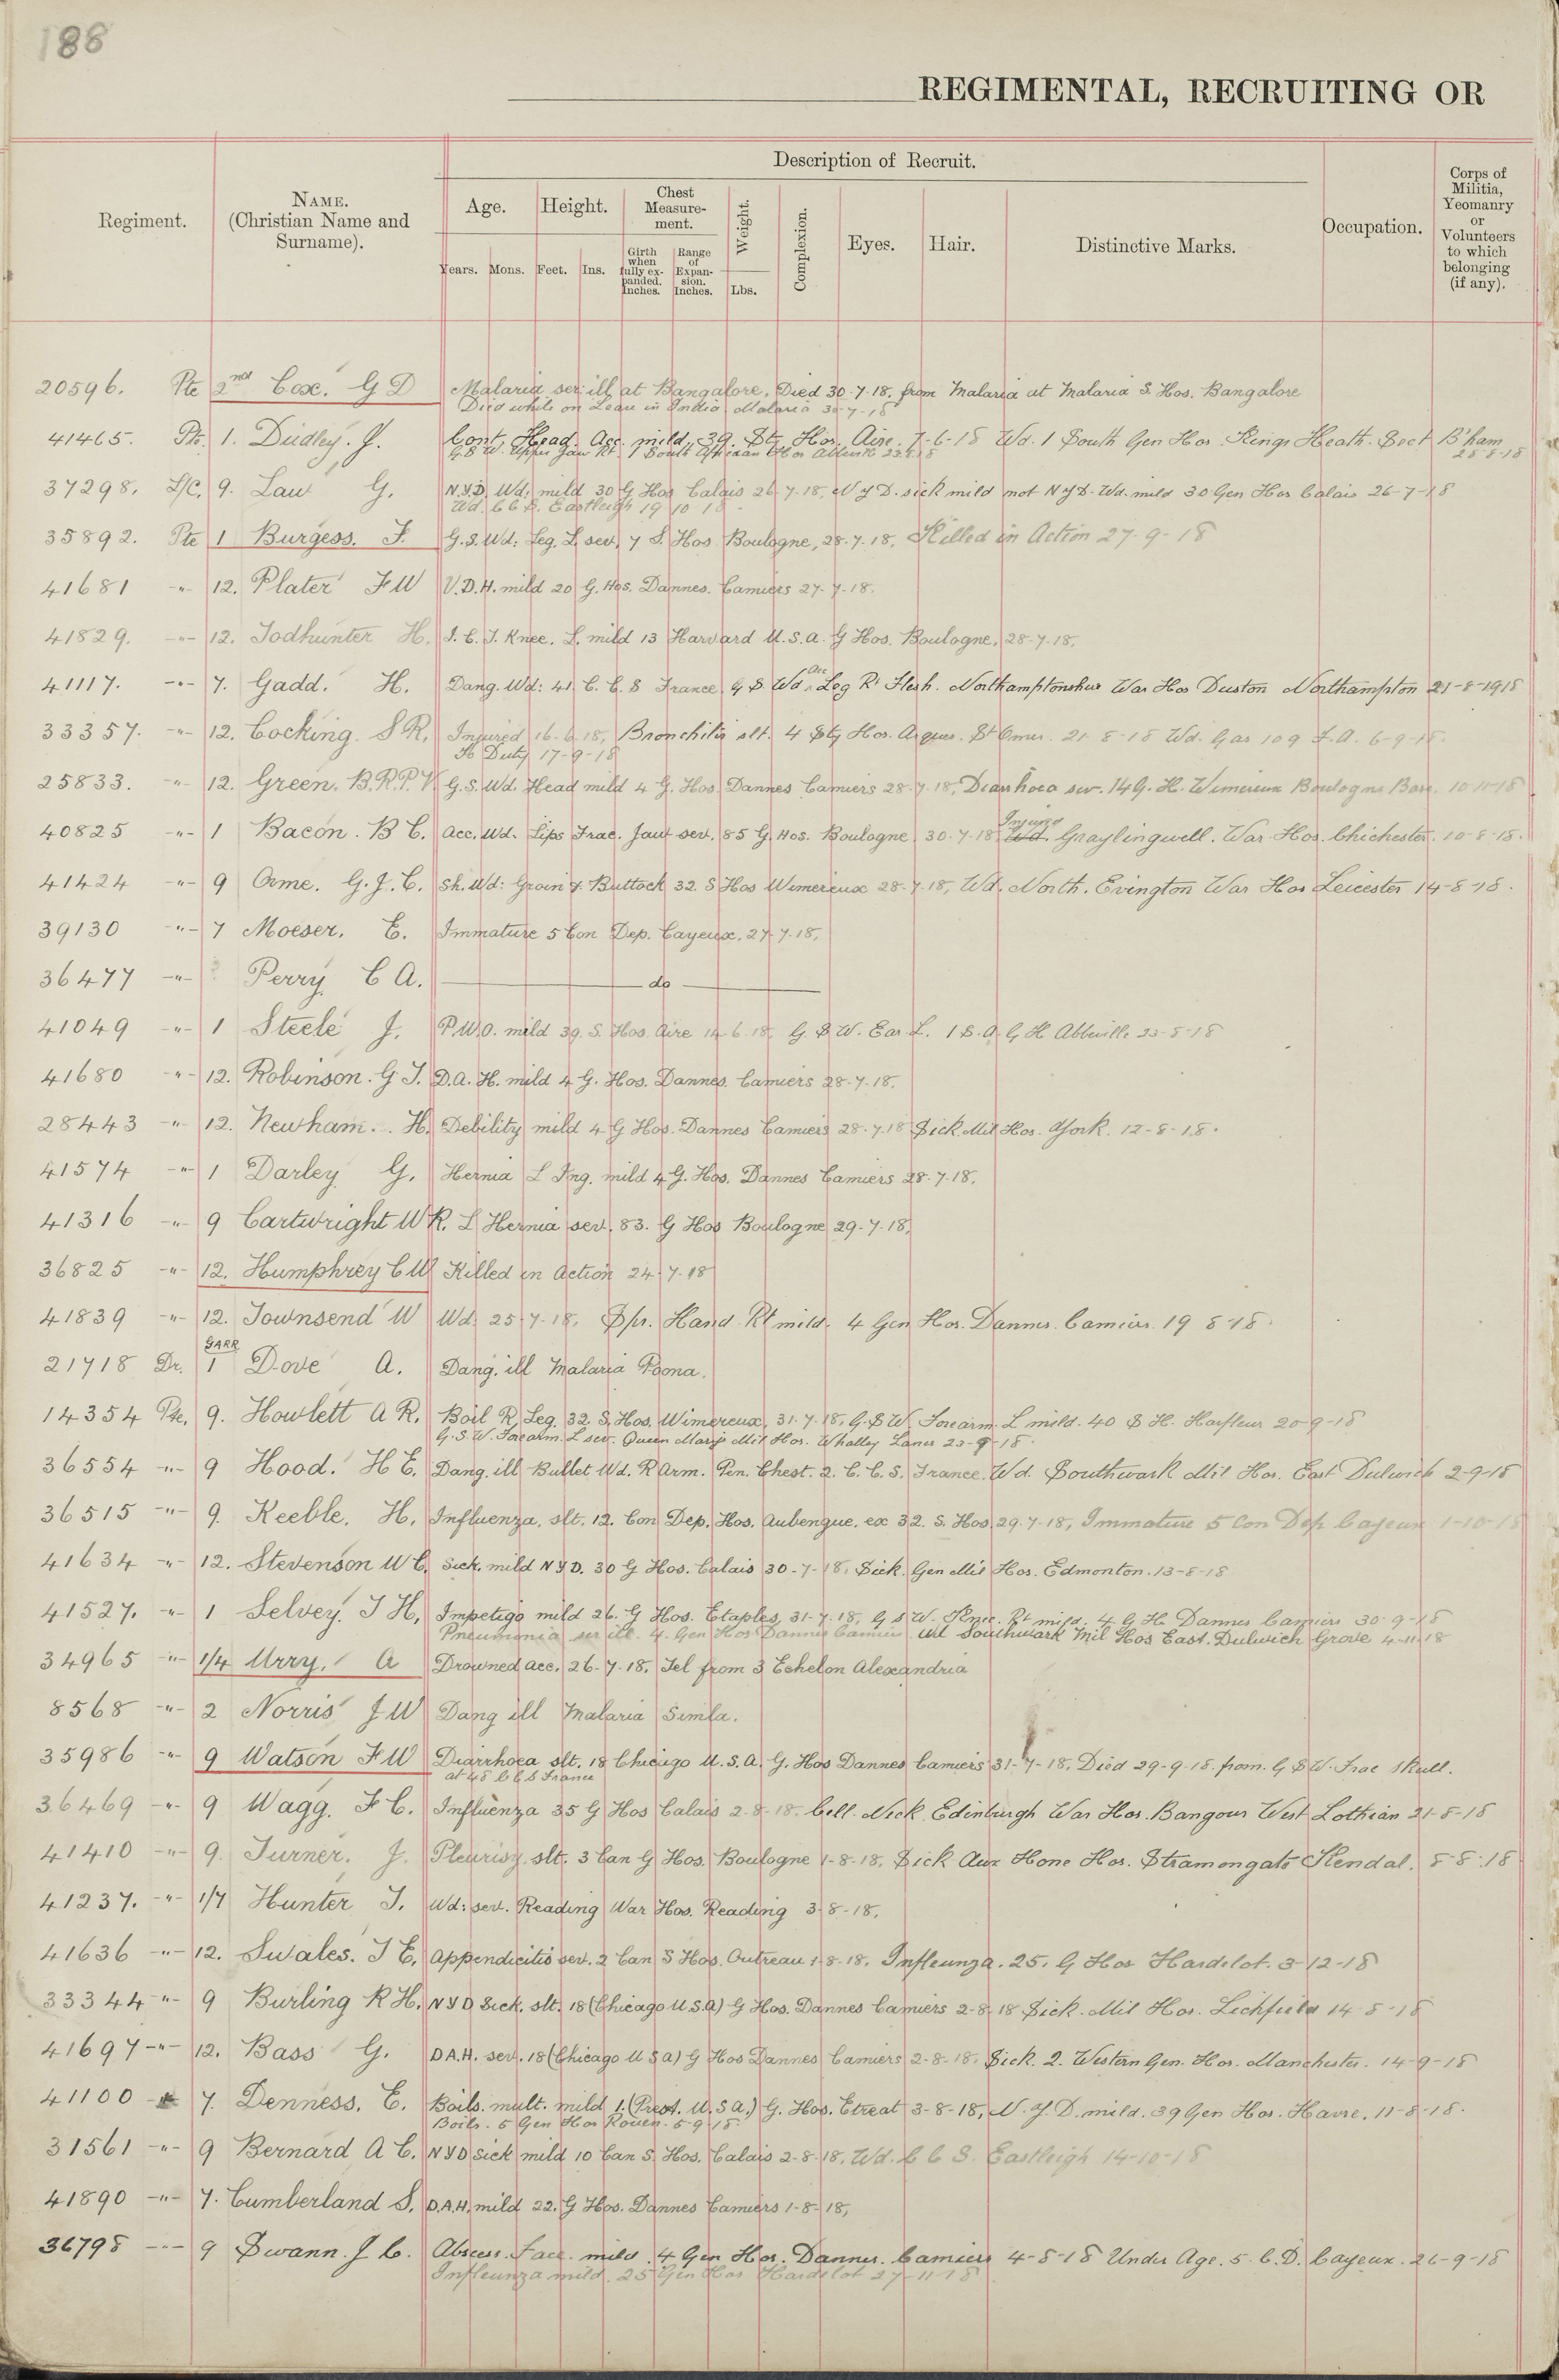 188
REGIMENTAL, RECRUITING OR
Description of Recruit.
Regiment.
NAME.
(Christian Name and
Surname).
Age.
Height.
Chest
Measure-
ment.
Weight.
Complexion.
Eyes.
Hair.
Distinctive Marks.
Occupation.
Corps of
Militia,
Yeomanry
or
Volunteers
to which
belonging
(if any).
Years.
Mons.
Feet.
Ins.
Girth
when
fully ex-
panded.
Inches.
Range
of
Expan-
sion.
Inches.
Lbs.
20596. Pte 2nd Cox. G D Malaria ser: ill at Bangalore, Died 30-7-18. from Malaria at Malaria S. Hos. Bangalore
Died while on Leave in India. Malaria 30-7-18
41465. Pte. 1. Dudley. J. Cont. Head. Acc. mild. 39. Sty Hos. Aire. 7-6-18 Wd. 1 South Gen Hos. Kings Heath. Sect B'ham
G.S.W. Upper Jaw Rt. 1 South African Hos Abbeville 23.8.18 28-8-18
37298. L/C. 9. Law G. N.Y.D. Wd: mild 30 G Hos Calais 26.7.18, N Y D. sick mild not N Y D. Wd. mild 30 Gen Hos Calais 26-7-18
Wd. C C S. Eastleigh 19 10 18.
35892. Pte 1 Burgess. F. G.S. Wd: Leg. L. sev, 7 S. Hos Boulogne, 28.7.18. Killed in Action 27-9-18
41681 -"- 12. Plater F W V.D.H. mild 20 G. Hos. Dannes. Camiers 27-7-18.
41829. -"- 12. Todhunter H. I.C.T. Knee. L. mild 13 Harvard U.S.A. G Hos. Boulogne, 28-7-18.
41117. -"- 7. Gadd. H. Dang. Wd: 41. C. C. S France. G S Wd Acc Leg Rt Flesh. Northamptonshire War Hos Duston Northampton 21-8-1918
33357. -"- 12. Cocking. S R. Injured 16-6-18, Bronchitis slt. 4 Sty Hos. Arques. St Omer. 21-8-18 Wd. Gas 109 F.A. 6-9-18.
To Duty 17-9-18
25833. -"- 12. Green. B.R.P.V. G.S. Wd. Head mild 4 G. Hos. Dannes Camiers 28-7-18, Diarrhoea sev. 14 G. H. Wimereux Boulogne Base. 10-11-18
40825 -"- 1 Bacon. B C. Acc. Wd. Lips Frac. Jaw sev. 85 G. Hos. Boulogne 30-7-18 Wd. Injury Graylingwell. War. Hos. Chichester. 10-8-18.
41424 -"- 9 Orme. G. J. C. Sh. Wd: Groin & Buttock 32. S Hos Wimereux 28-7-18, Wd. North. Evington War Hos Leicester 14-8-18.
39130 -"- 7 Moeser. E. Immature 5 Con Dep. Cayeux. 27-7-18,
36477 -"- ? Perry C A. do
41049 -"- 1 Steele J. P.U.O. mild 39. S. Hos. Aire 14-6-18. G. S W. Ear L. 1 S. A. G H Abbeville 23-8-18
41680 -"- 12. Robinson. G. T. D.A.H. mild 4 G. Hos. Dannes. Camiers 28-7-18.
28443 -"- 12. Newham. H. Debility mild 4 G Hos. Dannes Camiers 28-7.18 Sick. Mil Hos. York. 12-8-18.
41574 -"- 1 Darley G. Hernia L Ing. mild 4 G. Hos. Dannes Camiers 28-7-18.
41316 -"- 9 Cartwright W R. L Hernia sev. 83. G Hos Boulogne 29-7-18,
36825 -"- 12. Humphrey C W Killed in Action 24-7-18
41839 -"- 12. Townsend W Wd: 25-7-18, Spr. Hand Rt mild. 4 Gen Hos. Dannes Camiers 19 8-18.
21718 Dr. GARR 1 Dove A. Dang. ill Malaria Poona.
14354 Pte. 9. Howlett A R. Boil R Leg. 32. S. Hos. Wimereux, 31-7-18, G.S W. Forearm L mild. 40 S H. Harfleur 20-9-18
G.S.W. Forearm. L sev. Queen Marys Mil Hos. Whalley Lancs 23-9-18.
36554 -"- 9 Hood. H E. Dang. ill Bullet Wd. R Arm. Pen. Chest. 2. C. C. S. France. Wd. Southwark Mil Hos. East Dulwich 2-9-18
36515 -"- 9. Keeble. H. Influenza. slt. 12. Con Dep. Hos. Aubengue. ex 32. S. Hos, 29-7-18, Immature 5 Con Dep Cayeux 1-10-18
41634 -"- 12. Stevenson W C. Sick. mild N Y D. 30 G Hos. Calais 30-7-18, Sick. Gen Mil Hos. Edmonton. 13-8-18
41527. -"- 1 Selvey. T H. Impetigo mild 26. G Hos. Etaples, 31-7-18, G S W. Knee. Rt mild. 4. G H. Dannes Camiers 30-9-18
Pneumonia ser ill. 4. Gen Hos Dannes Camiers Wd Southwark Mil Hos East. Dulwich Grove 4-11-18
34965 -"- 1/4 Urry. A Drowned acc. 26-7-18. Tel from 3 Echelon Alexandria
8568 -"- 2 Norris J W Dang ill Malaria Simla.
35986 -"- 9 Watson F W Diarrhoea slt. 18 Chicago U.S.A. G. Hos Dannes Camiers 31-7-18, Died 29-9-18. from. G S W. Frac skull.
at 48 C C S France
36469 -"- 9 Wagg. F C. Influenza 35 G Hos Calais 2-8-18. Cell. Neck Edinburgh War Hos. Bangour West Lothian 21-8-18
41410 -"- 9. Turner. J. Pleurisy slt. 3 Can G Hos. Boulogne 1-8-18, Sick Aux Home Hos. Stramongate Kendal. 8-8-18
41237. -"- 1/7 Hunter T. Wd: sev. Reading War Hos. Reading 3-8-18.
41636 -"- 12. Swales. T E. Appendicitis sev. 2 Can S Hos. Outreau 1-8-18. Infleunza. 25. G Hos Hardelot. 3-12-18
33344 -"- 9 Burling R H. N Y D Sick. slt. 18 (Chicago U.S.A) G Hos. Dannes Camiers 2-8-18 Sick. Mil Hos. Lichfield 14-8-18
41697 -"- 12. Bass G. D.A.H. sev. 18 (Chicago U S A) G Hos Dannes Camiers 2-8-18. Sick. 2. Western Gen. Hos. Manchester. 14-9-18
41100 -"- 7. Denness. E. Boils. mult. mild 1. (Prest. U.S A.) G. Hos. Etreat 3-8-18, N. Y. D. mild. 39 Gen Hos. Havre. 11-8-18.
Boils. 5 Gen Hos Rouen. 5-9-18.
31561 -"- 9 Bernard A C. N Y D Sick mild 10 Can S. Hos. Calais 2-8-18, Wd. C C S. Eastleigh 14-10-18
41890 -"- 7. Cumberland S. D.A.H. mild 22. G Hos. Dannes Camiers 1-8-18,
36798 -"- 9 Swann. J C. Abscess. Face. mild. 4 Gen Hos. Dannes. Camiers 4-8-18 Under Age. 5. C. D. Cayeux. 26-9-18
Infleunza mild. 25 Gen Hos Hardelot 27-11-18